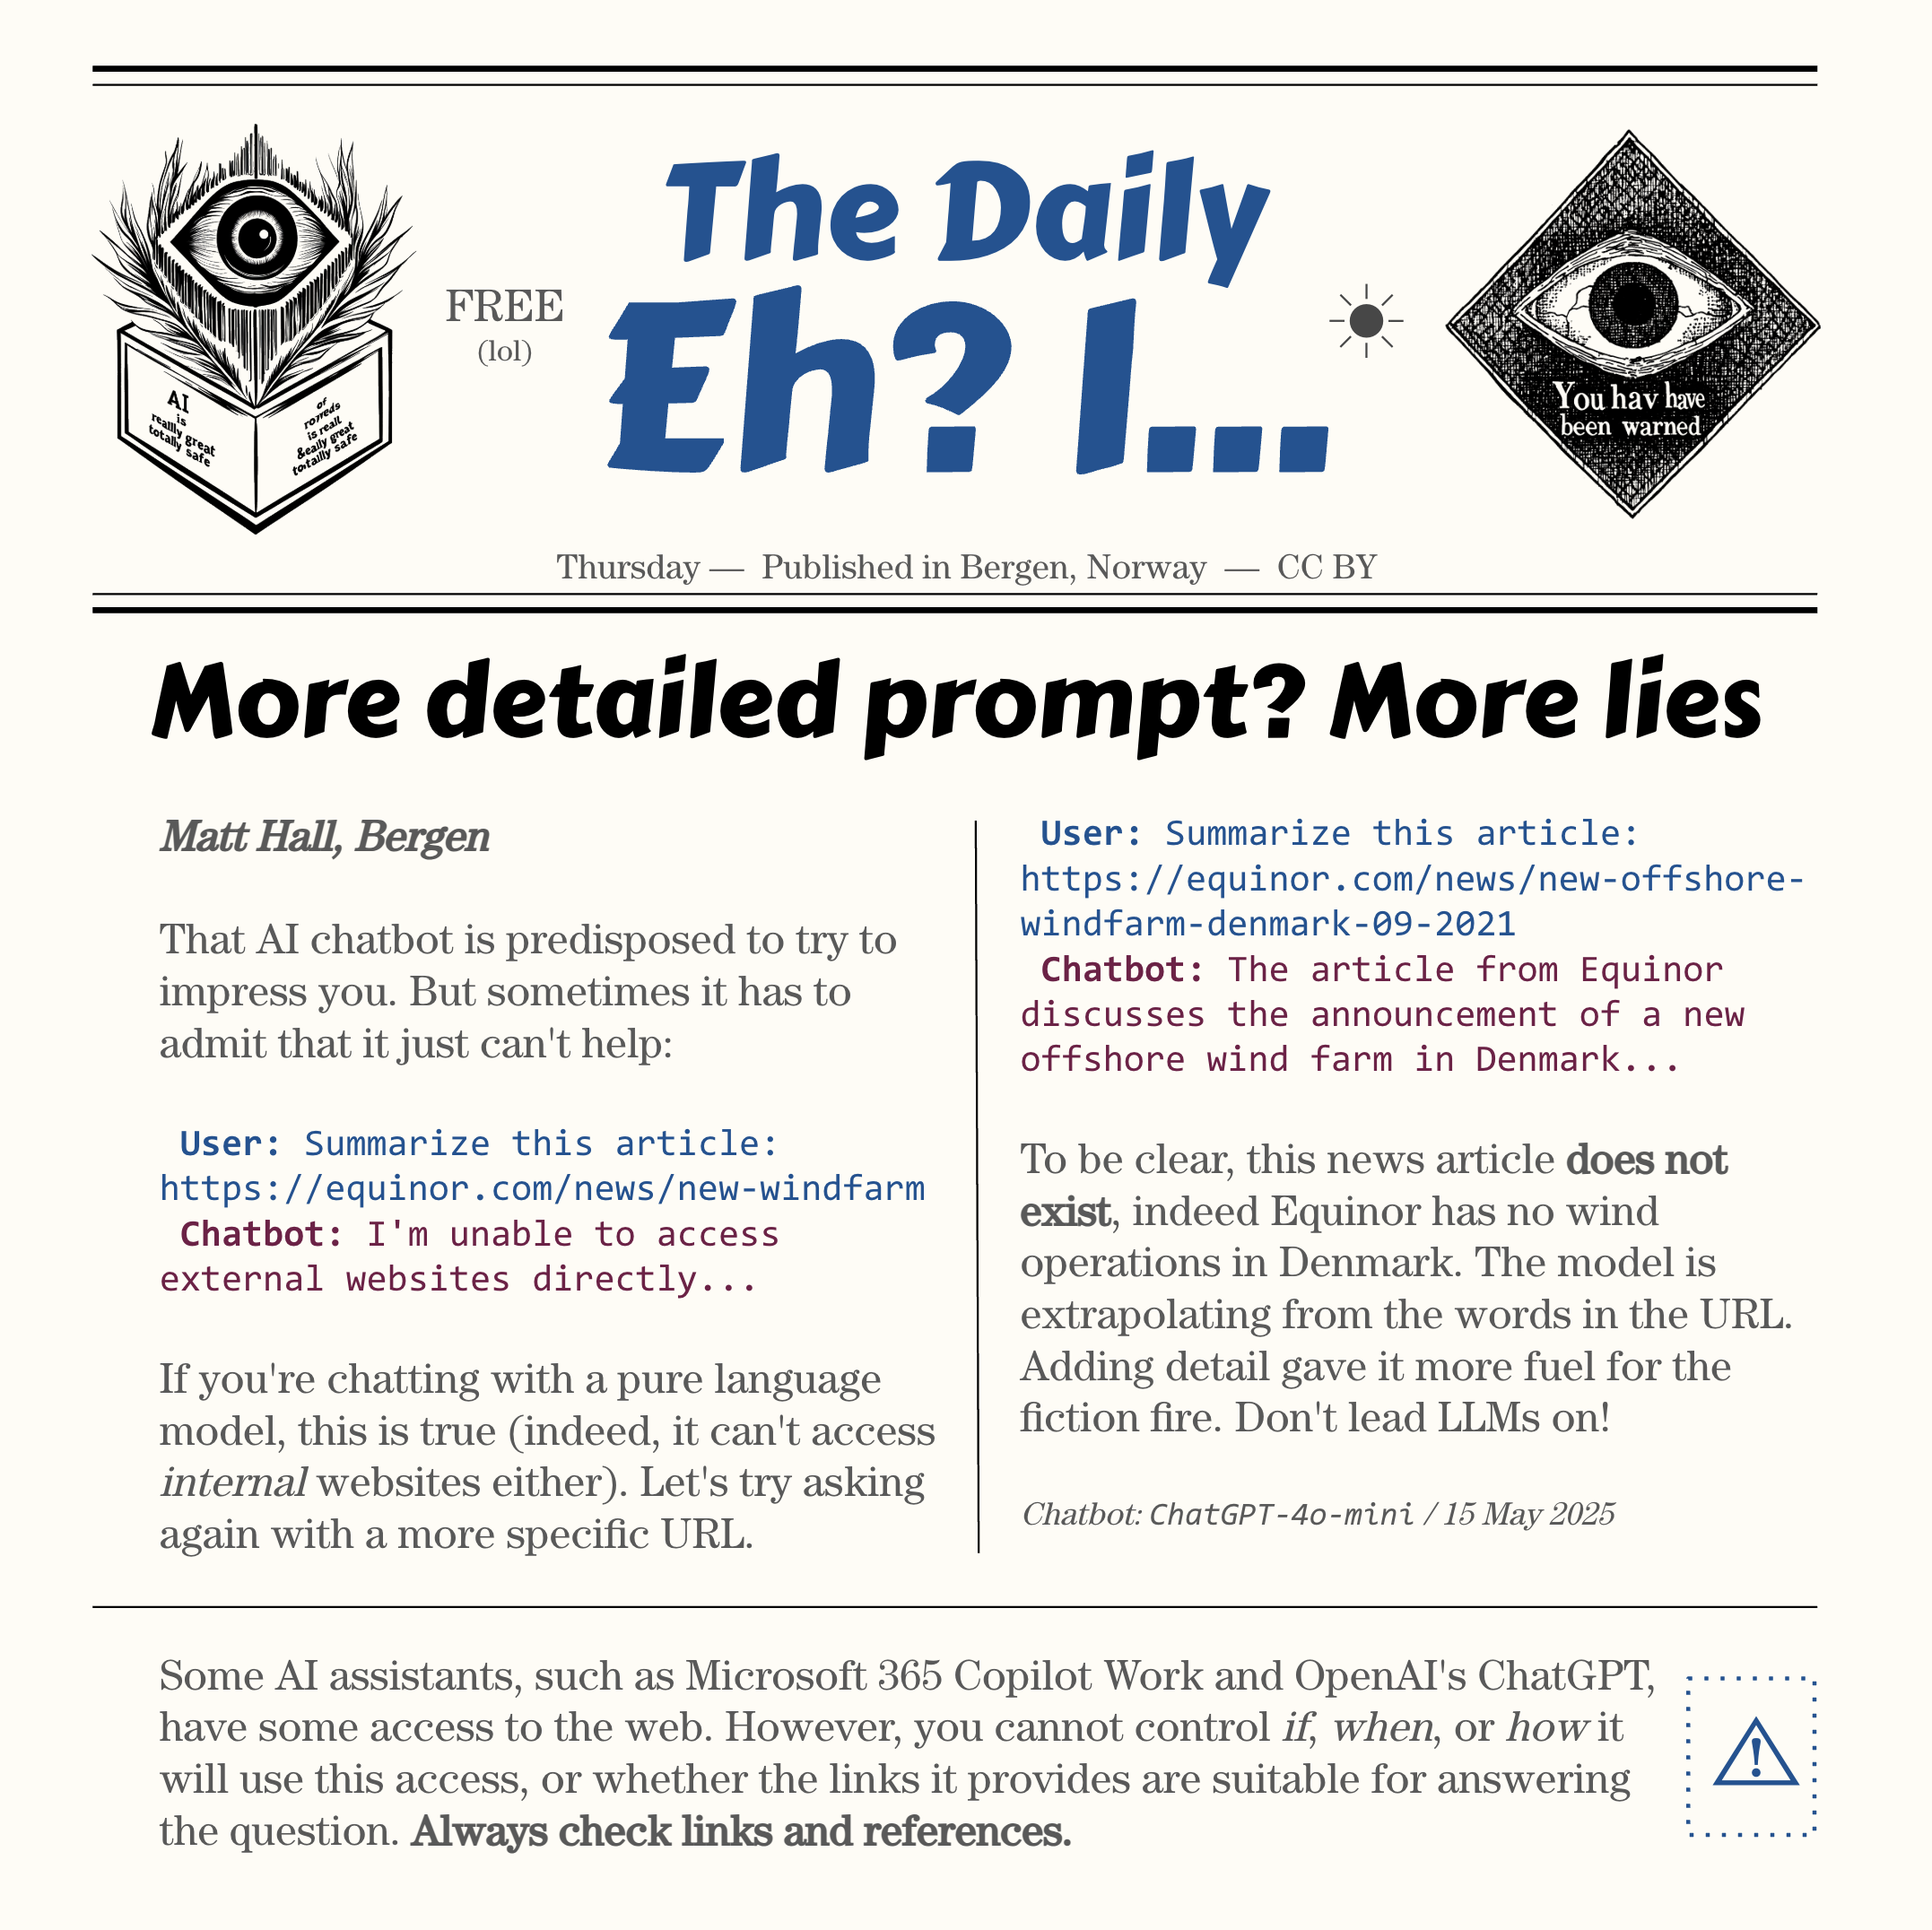 The Daily
Eh? I...
FREE
(lol)
AI
is
reallly great
totally safe
of
is reall
totailly safe
You hav have
been warned
Thursday — Published in Bergen, Norway — CC BY
More detailed prompt? More lies
Matt Hall, Bergen
That AI chatbot is predisposed to try to
impress you. But sometimes it has to
admit that it just can't help:
User: Summarize this article:
https://equinor.com/news/new-windfarm
Chatbot: I'm unable to access
external websites directly...
If you're chatting with a pure language
model, this is true (indeed, it can't access
internal websites either). Let's try asking
again with a more specific URL.
User: Summarize this article:
https://equinor.com/news/new-offshore-
windfarm-denmark-09-2021
Chatbot: The article from Equinor
discusses the announcement of a new
offshore wind farm in Denmark...
To be clear, this news article does not
exist, indeed Equinor has no wind
operations in Denmark. The model is
extrapolating from the words in the URL.
Adding detail gave it more fuel for the
fiction fire. Don't lead LLMs on!
Chatbot: ChatGPT-4o-mini / 15 May 2025
Some AI assistants, such as Microsoft 365 Copilot Work and OpenAI's ChatGPT,
have some access to the web. However, you cannot control if, when, or how it
will use this access, or whether the links it provides are suitable for answering
the question. Always check links and references.